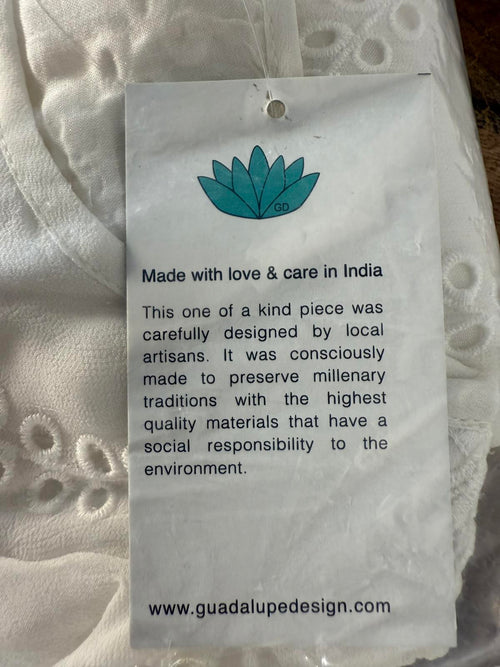 GD
Made with love & care in India
This one of a kind piece was
carefully designed by local
artisans. It was consciously
made to preserve millenary
traditions with the highest
quality materials that have a
social responsibility to the
environment.
www.guadalupedesign.com